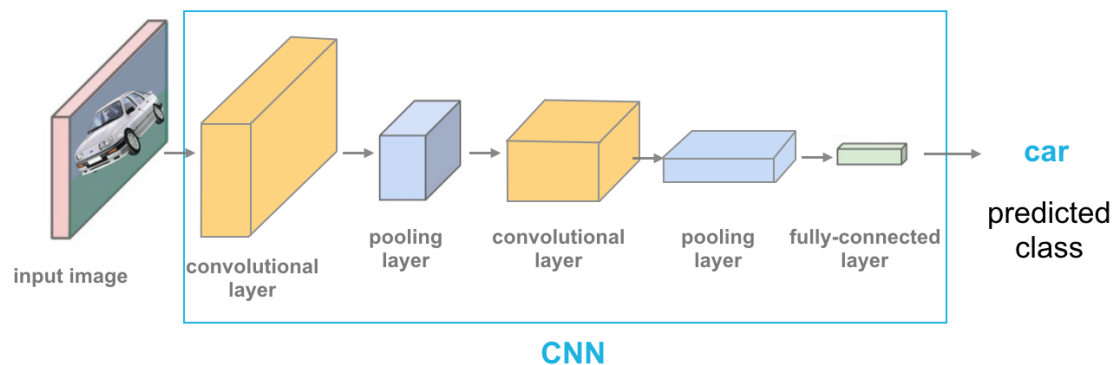 input image
convolutional
layer
pooling
layer
convolutional
layer
pooling
layer
fully-connected
layer
car
predicted
class
CNN